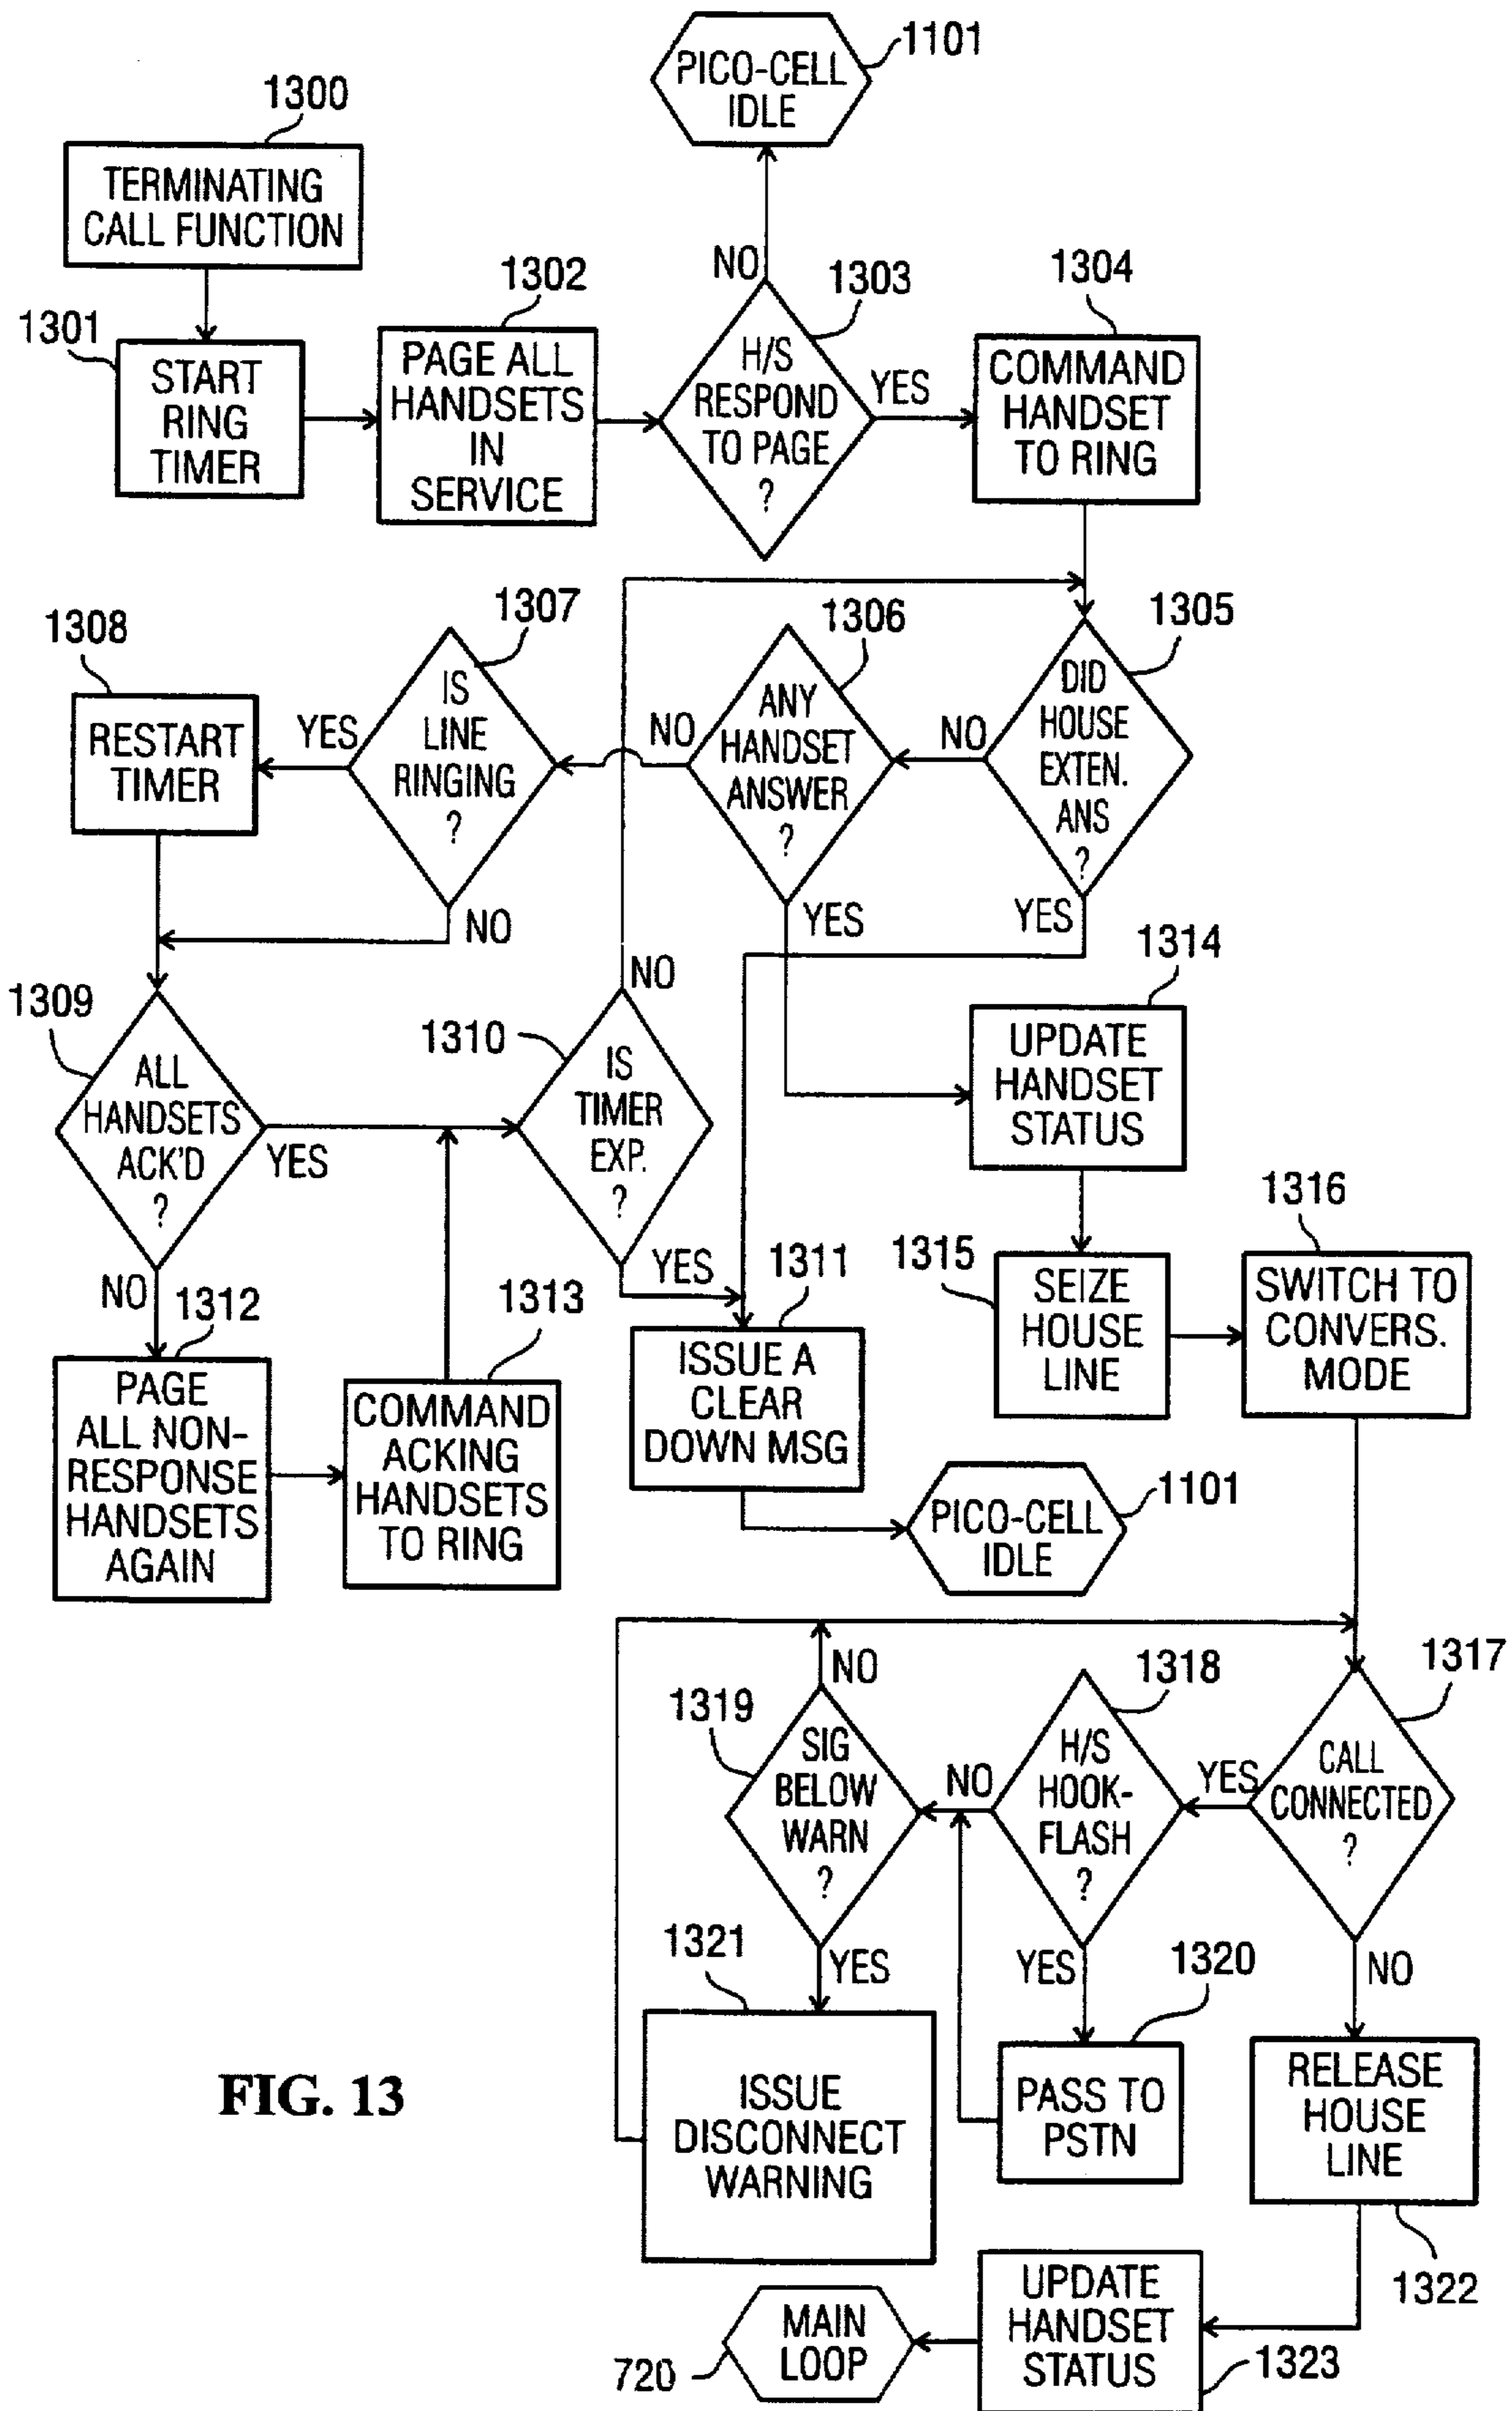 1101
PICO-CELL
IDLE
1300
TERMINATING
CALL FUNCTION
NO
1301
START
RING
TIMER
1302
PAGE ALL
HANDSETS
IN
SERVICE
1303
H/S
RESPOND
TO PAGE
?
YES
1304
COMMAND
HANDSET
TO RING
1308
RESTART
TIMER
YES
1307
IS
LINE
RINGING
?
NO
NO
1306
ANY
HANDSET
ANSWER
?
YES
NO
1305
DID
HOUSE
EXTEN.
ANS
?
YES
1309
ALL
HANDSETS
ACK'D
?
YES
NO
1310
IS
TIMER
EXP.
?
NO
YES
1314
UPDATE
HANDSET
STATUS
1315
SEIZE
HOUSE
LINE
1316
SWITCH TO
CONVERS.
MODE
1312
PAGE
ALL NON-
RESPONSE
HANDSETS
AGAIN
1313
COMMAND
ACKING
HANDSETS
TO RING
1311
ISSUE A
CLEAR
DOWN MSG
1101
PICO-CELL
IDLE
1319
SIG
BELOW
WARN
?
NO
YES
1318
H/S
HOOK-
FLASH
?
NO
YES
1317
CALL
CONNECTED
?
YES
NO
1321
ISSUE
DISCONNECT
WARNING
1320
PASS TO
PSTN
RELEASE
HOUSE
LINE
1322
FIG. 13
MAIN
LOOP
720
UPDATE
HANDSET
STATUS
1323